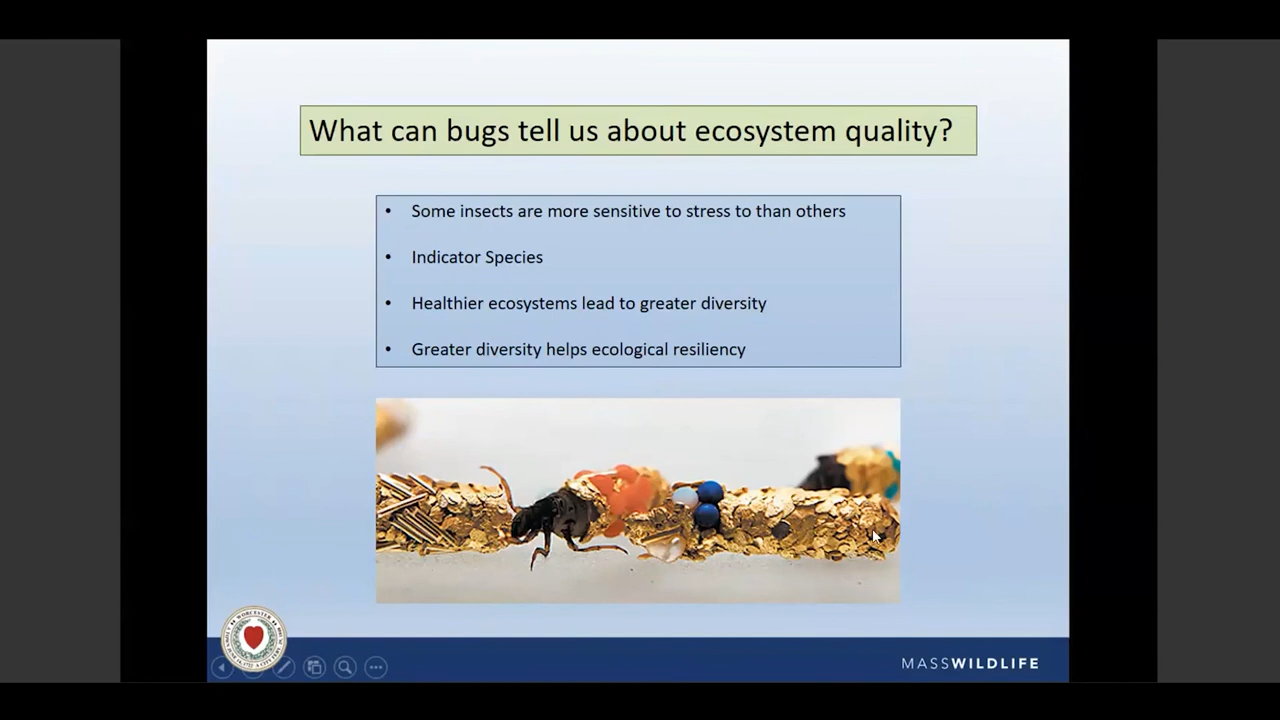 What can bugs tell us about ecosystem quality?
• Some insects are more sensitive to stress to than others
• Indicator Species
• Healthier ecosystems lead to greater diversity
• Greater diversity helps ecological resiliency
MASSWILDLIFE